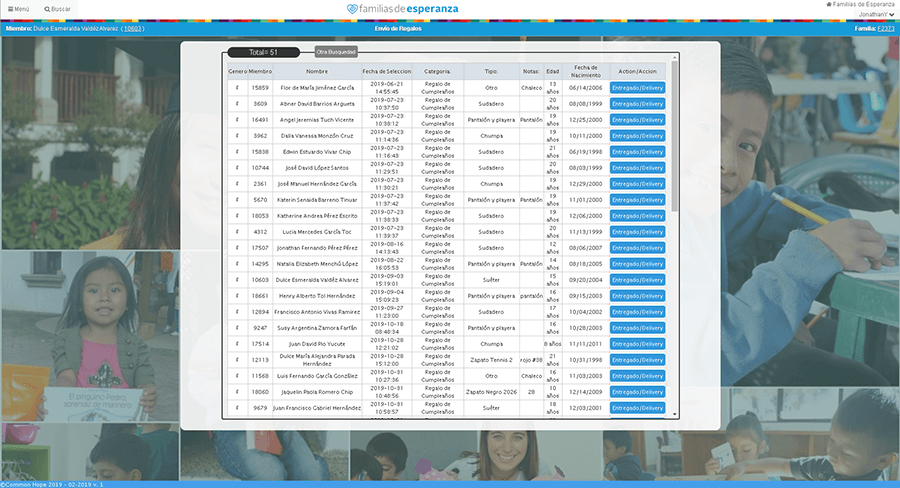 Menú Buscar familiasdeesperanza Familias de Esperanza
JonathanY
Miembro: Dulce Esmeralda Valdéz Alvarez (10603) Envío de Regalos Familia: F2373
Total= 51 Otra Busquedad
Genero Miembro Nombre Fecha de Seleccion Categoria: Tipo: Notas: Edad Fecha de Nacimiento Action/Accion
F 15859 Flor de María Jiménez García 2019-06-21 14:55:45 Regalo de Cumpleaños Otro Chaleco 13 años 06/14/2006 Entregado/Delivery
F 3609 Abner David Barrios Argueta 2019-07-23 10:37:50 Regalo de Cumpleaños Sudadero 20 años 08/08/1999 Entregado/Delivery
F 16491 Angel Jeremias Tuch Vicente 2019-07-23 10:38:12 Regalo de Cumpleaños Pantalón y playera Pantalón 19 años 12/25/2000 Entregado/Delivery
F 3962 Dalia Vanessa Monzón Cruz 2019-07-23 11:14:36 Regalo de Cumpleaños Chumpa 19 años 10/11/2000 Entregado/Delivery
F 15838 Edwin Estuardo Vivar Chip 2019-07-23 11:16:43 Regalo de Cumpleaños Sudadero 21 años 06/19/1998 Entregado/Delivery
F 10744 José David López Santos 2019-07-23 11:29:51 Regalo de Cumpleaños Sudadero 20 años 08/03/1999 Entregado/Delivery
F 2361 José Manuel Hernández García 2019-07-23 11:30:21 Regalo de Cumpleaños Chumpa 19 años 12/29/2000 Entregado/Delivery
F 5670 Katerin Senaida Barreno Tinuar 2019-07-23 11:37:42 Regalo de Cumpleaños Pantalón y playera Pantalón 19 años 11/01/2000 Entregado/Delivery
F 18053 Katherine Andrea Pérez Escrito 2019-07-23 11:38:33 Regalo de Cumpleaños Sudadero 19 años 12/06/2000 Entregado/Delivery
F 4312 Lucia Mercedes García Toc 2019-07-23 11:39:37 Regalo de Cumpleaños Sudadero 20 años 11/13/1999 Entregado/Delivery
F 17507 Jonathan Fernando Pérez Pérez 2019-08-16 14:13:43 Regalo de Cumpleaños Sudadero 12 años 08/06/2007 Entregado/Delivery
F 14295 Natalia Elizabeth Menchú López 2019-08-22 16:05:53 Regalo de Cumpleaños Pantalón y playera Pantalón 14 años 08/18/2005 Entregado/Delivery
F 10603 Dulce Esmeralda Valdéz Alvarez 2019-09-03 15:19:01 Regalo de Cumpleaños Suéter 15 años 09/20/2004 Entregado/Delivery
F 18661 Henry Alberto Tol Hernández 2019-09-04 15:09:23 Regalo de Cumpleaños Pantalón y playera pantalón 16 años 09/15/2003 Entregado/Delivery
F 12894 Francisco Antonio Vivas Ramirez 2019-09-27 11:23:00 Regalo de Cumpleaños Sudadero 17 años 10/04/2002 Entregado/Delivery
F 9247 Susy Argentina Zamora Farfán 2019-10-18 08:48:34 Regalo de Cumpleaños Pantalón y playera 16 años 10/28/2003 Entregado/Delivery
F 17514 Juan David Pio Yucute 2019-10-28 12:21:02 Regalo de Cumpleaños Chumpa 8 años 11/11/2011 Entregado/Delivery
F 12113 Dulce María Alejandra Parada Hernández 2019-10-28 15:12:00 Regalo de Cumpleaños Zapato Tennis 2 rojo #38 21 años 10/31/1998 Entregado/Delivery
F 11568 Luis Fernando García González 2019-10-31 10:27:36 Regalo de Cumpleaños Otro Chaleco 16 años 11/03/2003 Entregado/Delivery
F 18060 Jaquelin Paola Romero Chip 2019-10-31 10:48:56 Regalo de Cumpleaños Zapato Negro 2026 28 10 años 12/14/2009 Entregado/Delivery
F 9679 Juan Francisco Gabriel Hernández 2019-10-31 10:58:57 Regalo de Cumpleaños Suéter 18 años 12/03/2001 Entregado/Delivery
El pingüino Pedro,
aprendiz de marinero
©Common Hope 2019 - 02-2019 v. 1